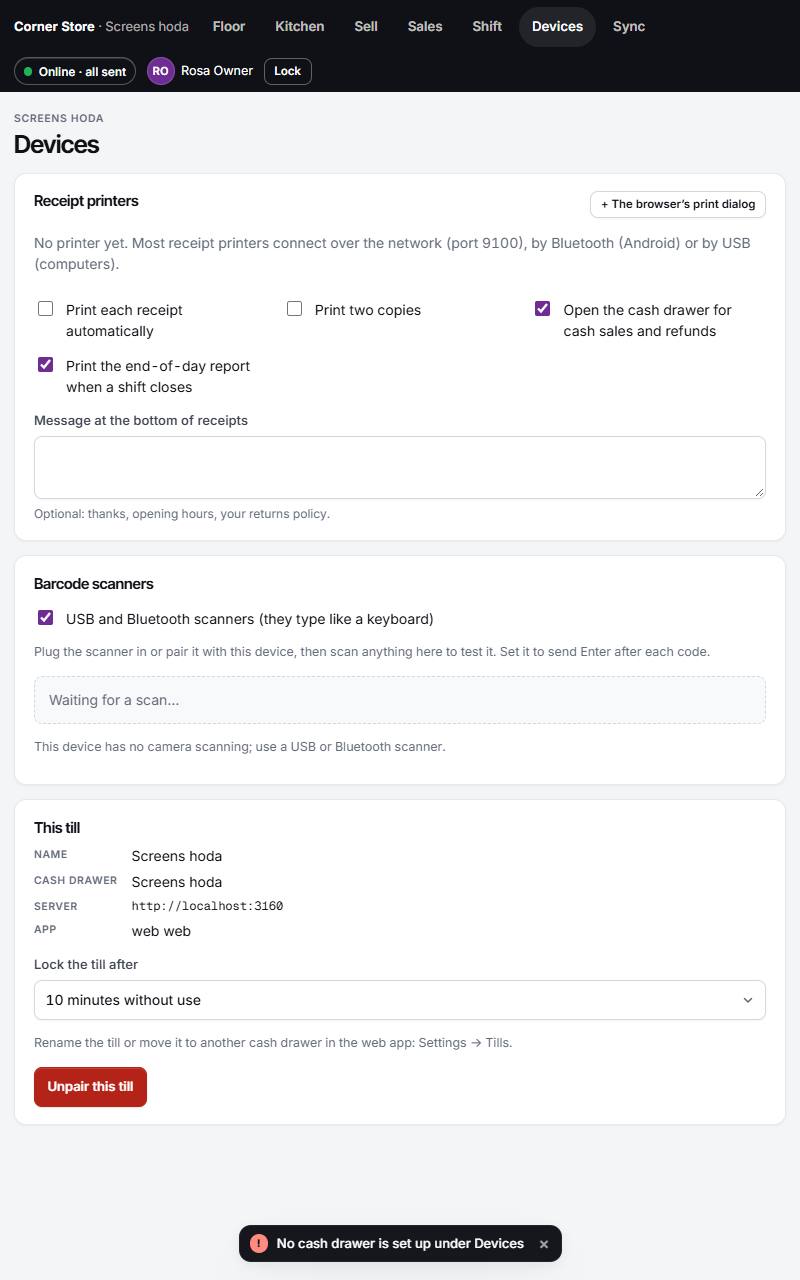 Corner Store · Screens hoda Floor Kitchen Sell Sales Shift Devices Sync
Online · all sent RO Rosa Owner Lock
SCREENS HODA
Devices
Receipt printers
+ The browser’s print dialog
No printer yet. Most receipt printers connect over the network (port 9100), by Bluetooth (Android) or by USB
(computers).
Print each receipt
automatically
Print two copies
Open the cash drawer for
cash sales and refunds
Print the end-of-day report
when a shift closes
Message at the bottom of receipts
Optional: thanks, opening hours, your returns policy.
Barcode scanners
USB and Bluetooth scanners (they type like a keyboard)
Plug the scanner in or pair it with this device, then scan anything here to test it. Set it to send Enter after each code.
Waiting for a scan…
This device has no camera scanning; use a USB or Bluetooth scanner.
This till
NAME Screens hoda
CASH DRAWER Screens hoda
SERVER http://localhost:3160
APP web web
Lock the till after
10 minutes without use
Rename the till or move it to another cash drawer in the web app: Settings → Tills.
Unpair this till
! No cash drawer is set up under Devices ×